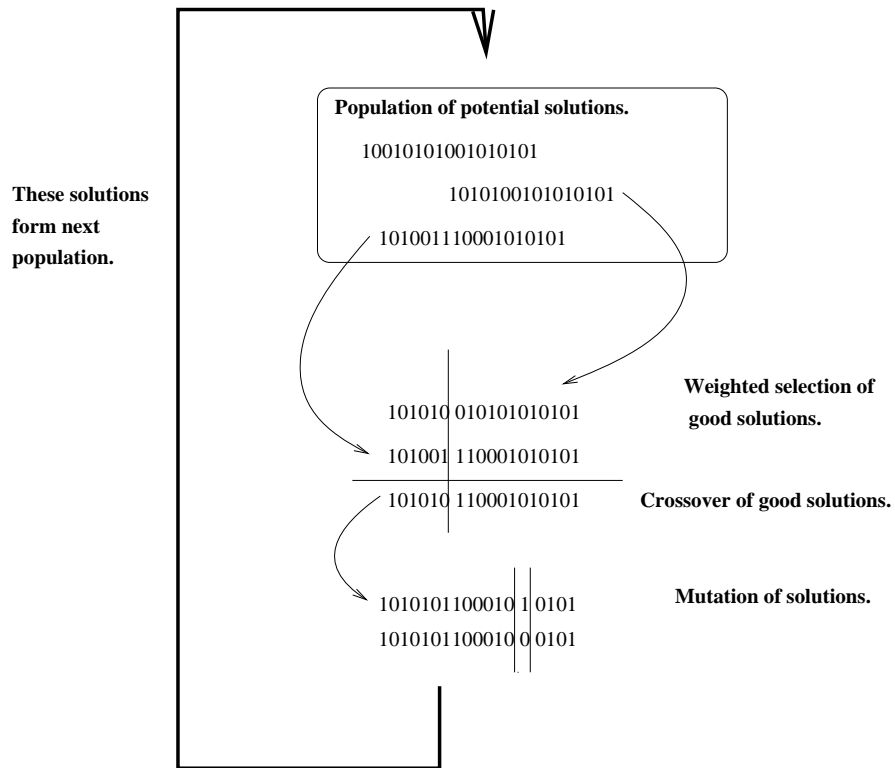 Population of potential solutions.
10010101001010101
1010100101010101
101001110001010101
These solutions
form next
population.
Weighted selection of
good solutions.
101010 010101010101
101001 110001010101
101010 110001010101
Crossover of good solutions.
1010101100010 1 0101
Mutation of solutions.
1010101100010 0 0101